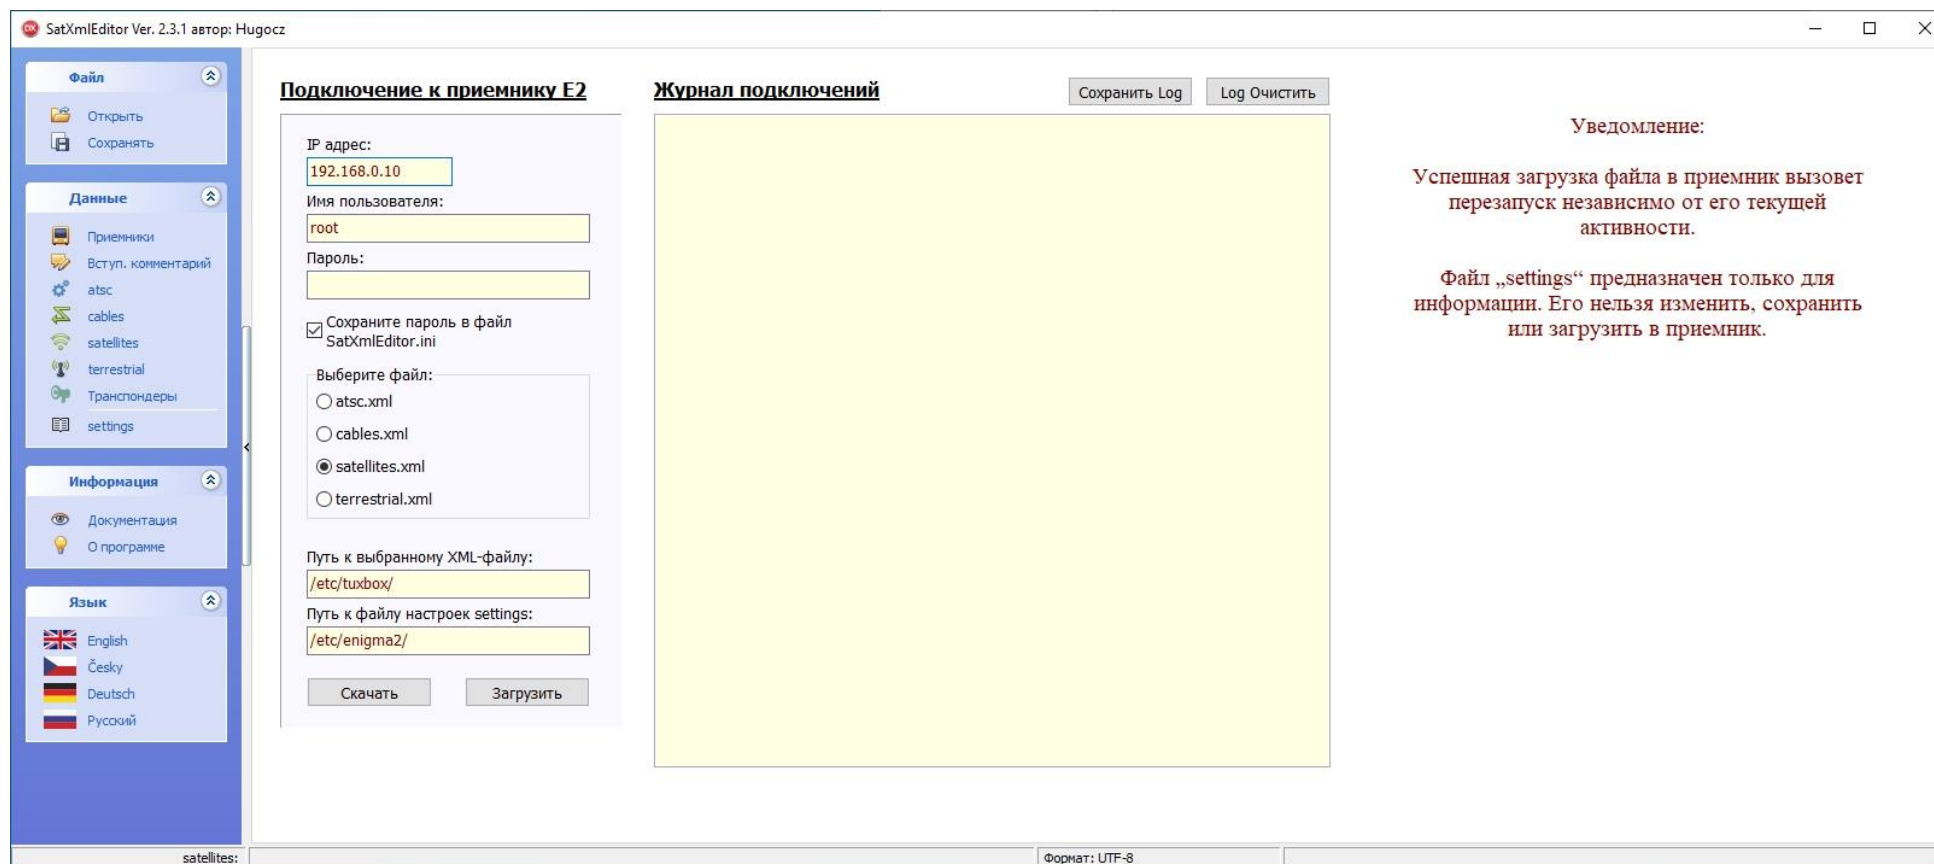 SatXmlEditor Ver. 2.3.1 автор: Hugocz
Файл
Открыть
Сохранять
Данные
Приемники
Вступ. комментарий
atsc
cables
satellites
terrestrial
Транспондеры
settings
Информация
Документация
О программе
Язык
English
Česky
Deutsch
Русский
Подключение к приемнику E2
IP адрес:
192.168.0.10
Имя пользователя:
root
Пароль:
Сохраните пароль в файл
SatXmlEditor.ini
Выберите файл:
atsc.xml
cables.xml
satellites.xml
terrestrial.xml
Путь к выбранному XML-файлу:
/etc/tuxbox/
Путь к файлу настроек settings:
/etc/enigma2/
Скачать
Загрузить
Журнал подключений
Сохранить Log
Log Очистить
Уведомление:
Успешная загрузка файла в приемник вызовет
перезапуск независимо от его текущей
активности.
Файл „settings“ предназначен только для
информации. Его нельзя изменить, сохранить
или загрузить в приемник.
satellites:
Формат: UTF-8